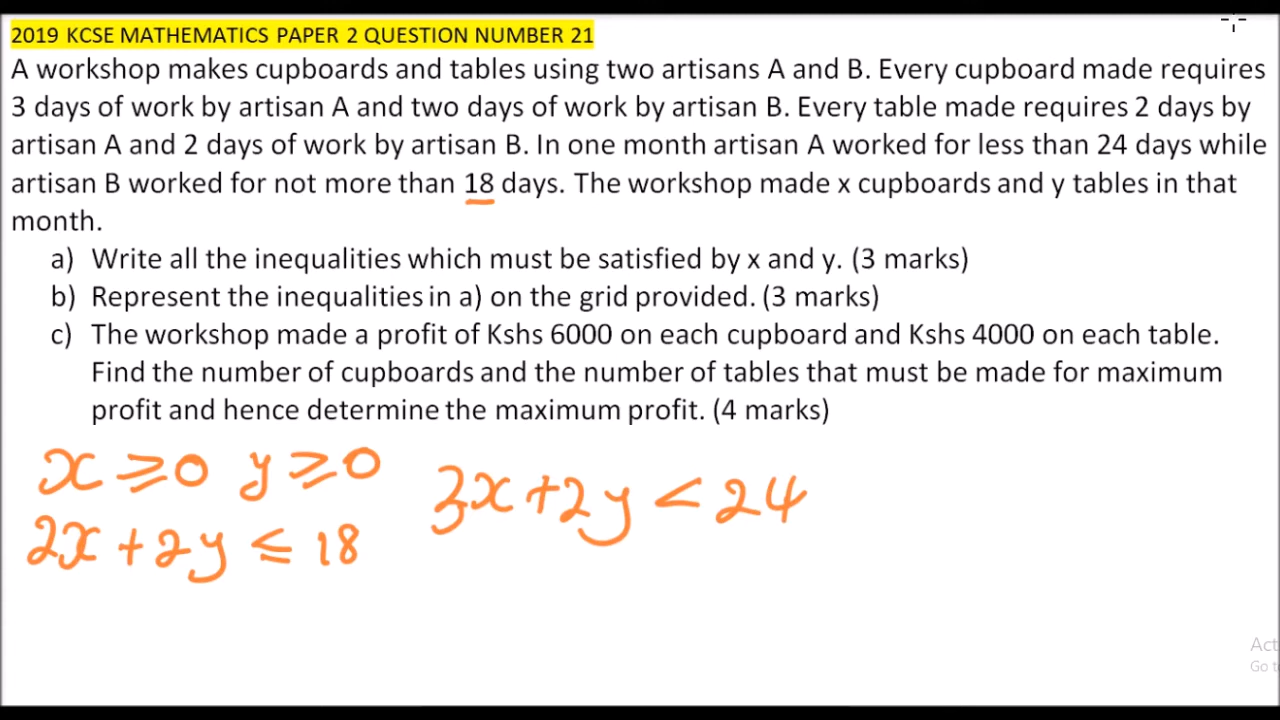 2019 KCSE MATHEMATICS PAPER 2 QUESTION NUMBER 21
A workshop makes cupboards and tables using two artisans A and B. Every cupboard made requires
3 days of work by artisan A and two days of work by artisan B. Every table made requires 2 days by
artisan A and 2 days of work by artisan B. In one month artisan A worked for less than 24 days while
artisan B worked for not more than 18 days. The workshop made x cupboards and y tables in that
month.
a) Write all the inequalities which must be satisfied by x and y. (3 marks)
b) Represent the inequalities in a) on the grid provided. (3 marks)
c) The workshop made a profit of Kshs 6000 on each cupboard and Kshs 4000 on each table.
Find the number of cupboards and the number of tables that must be made for maximum
profit and hence determine the maximum profit. (4 marks)
x ⩾ 0 y ⩾ 0 3x + 2y < 24
2x + 2y ⩽ 18
Act
Go t